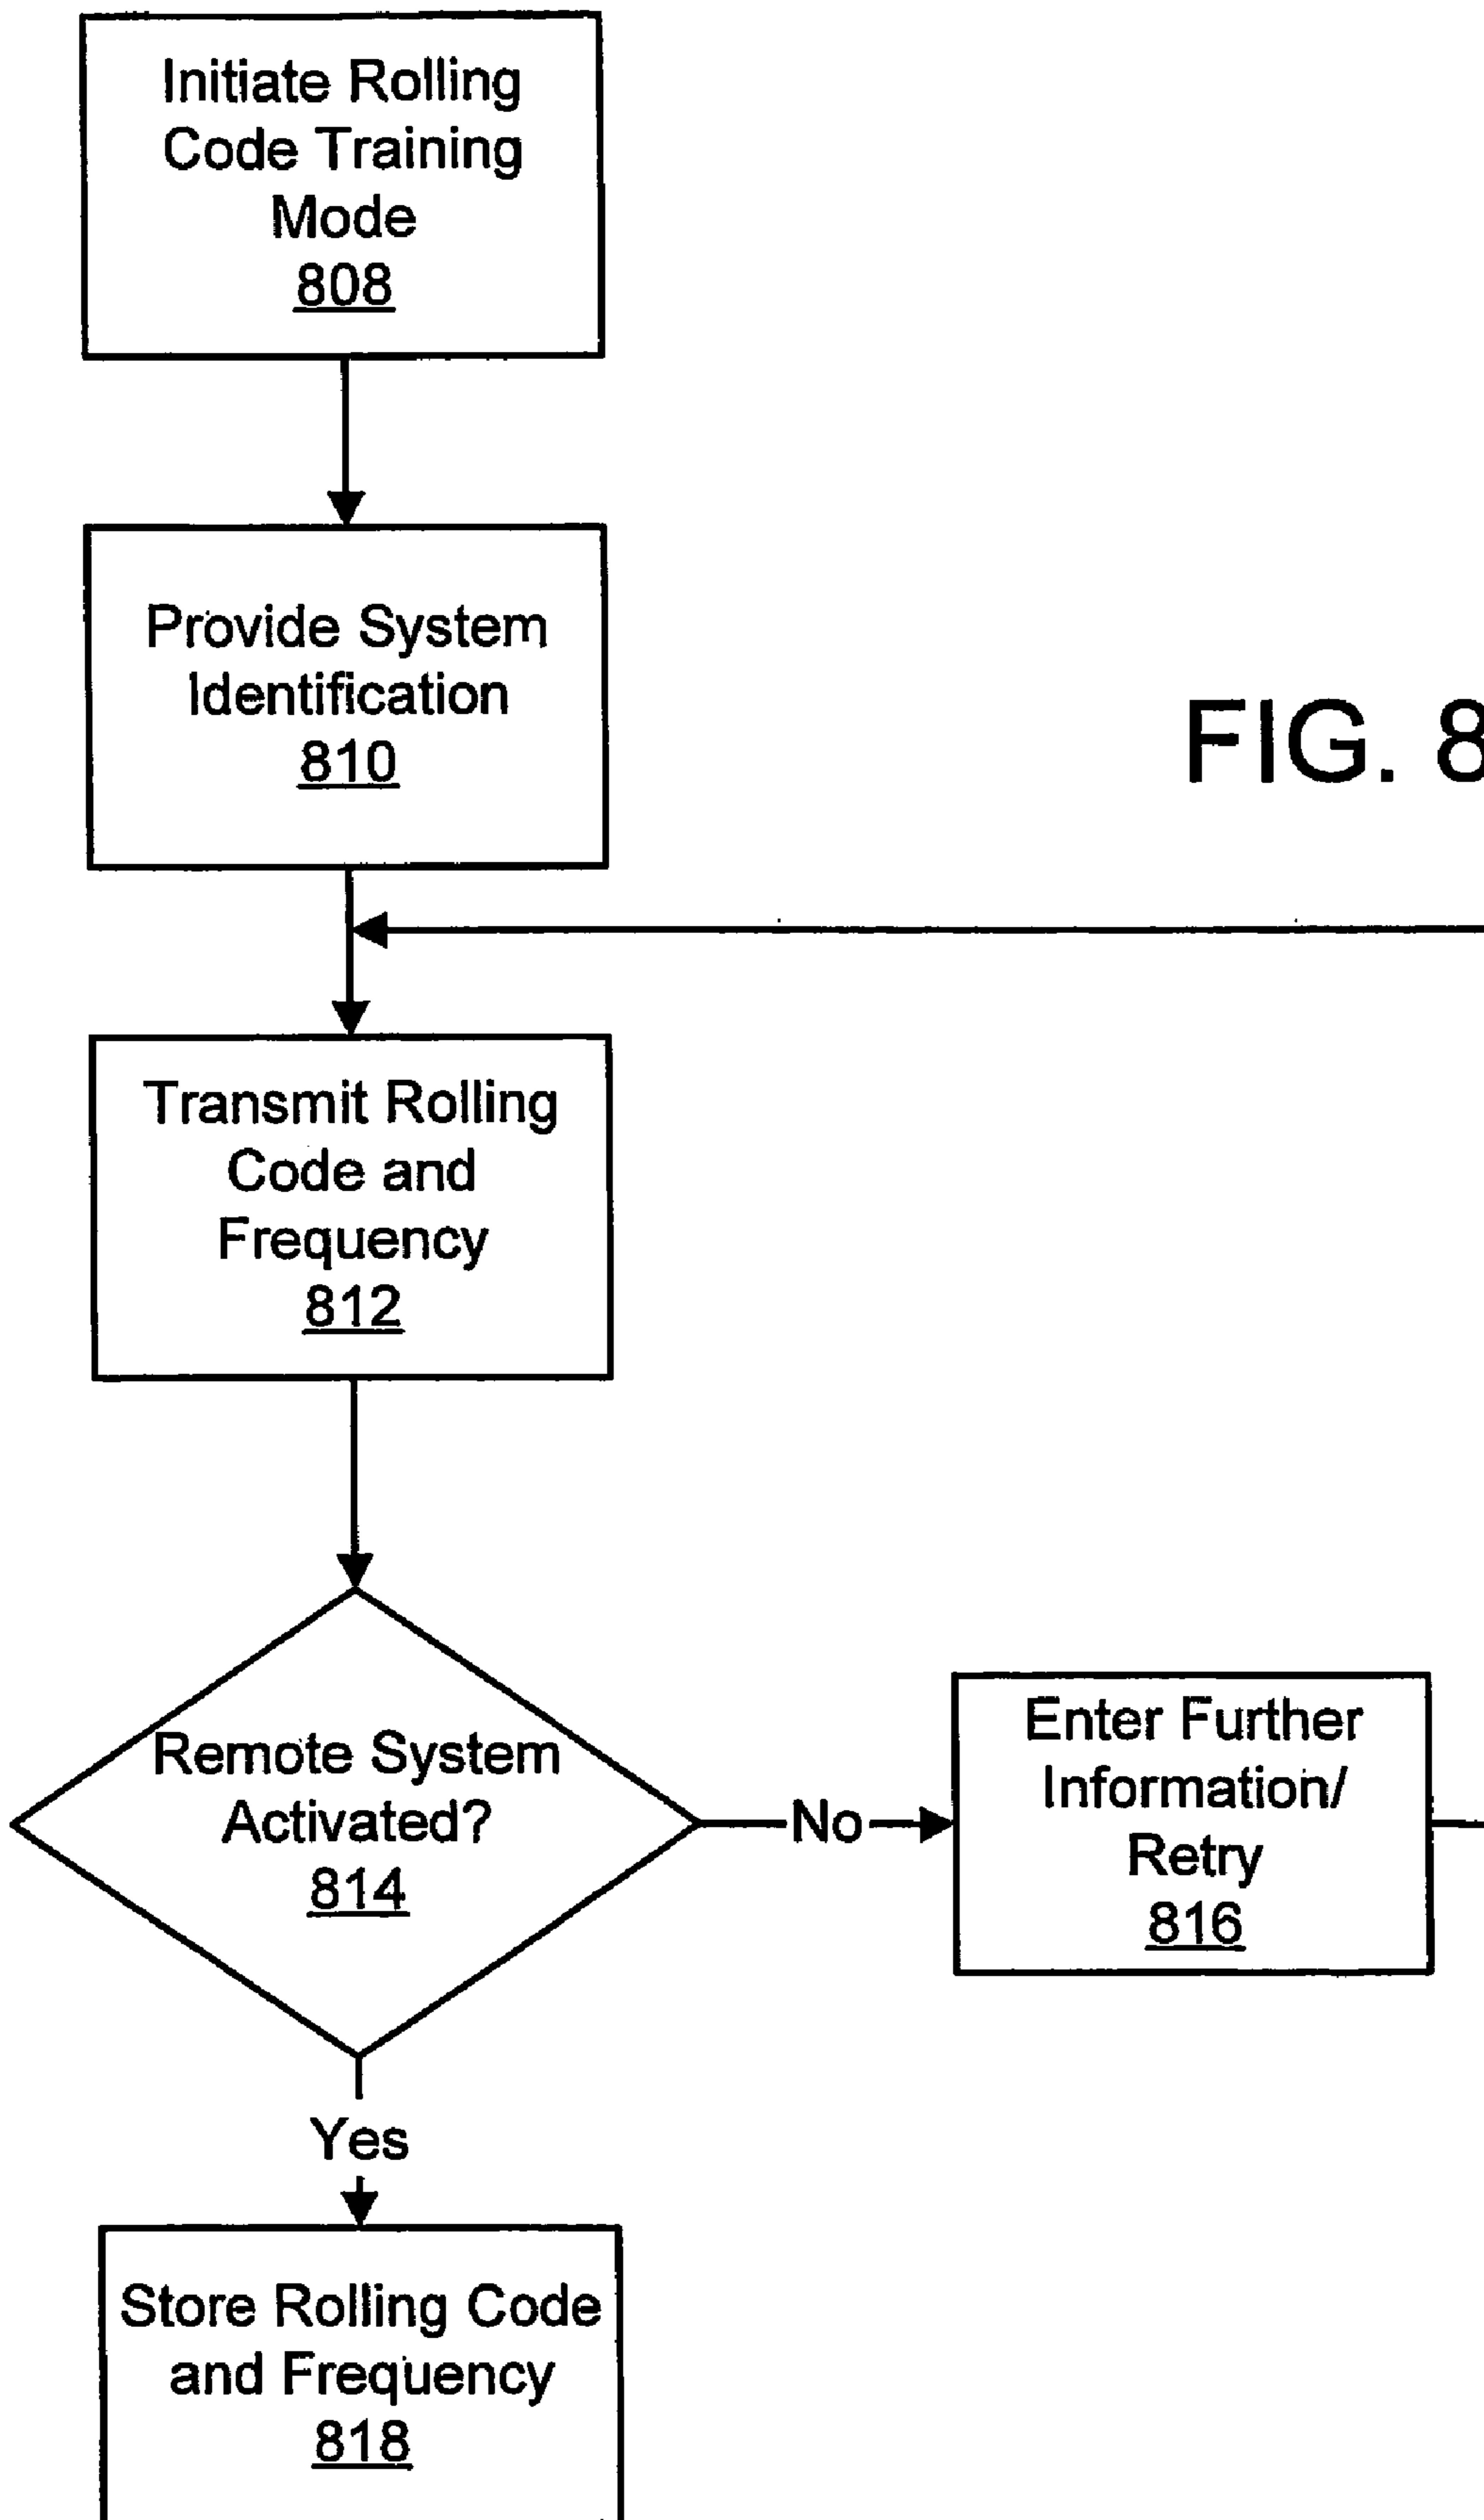 Initiate Rolling
Code Training
Mode
808
Provide System
Identification
810
FIG. 8
Transmit Rolling
Code and
Frequency
812
Remote System
Activated?
814
No
Enter Further
Information/
Retry
816
Yes
Store Rolling Code
and Frequency
818